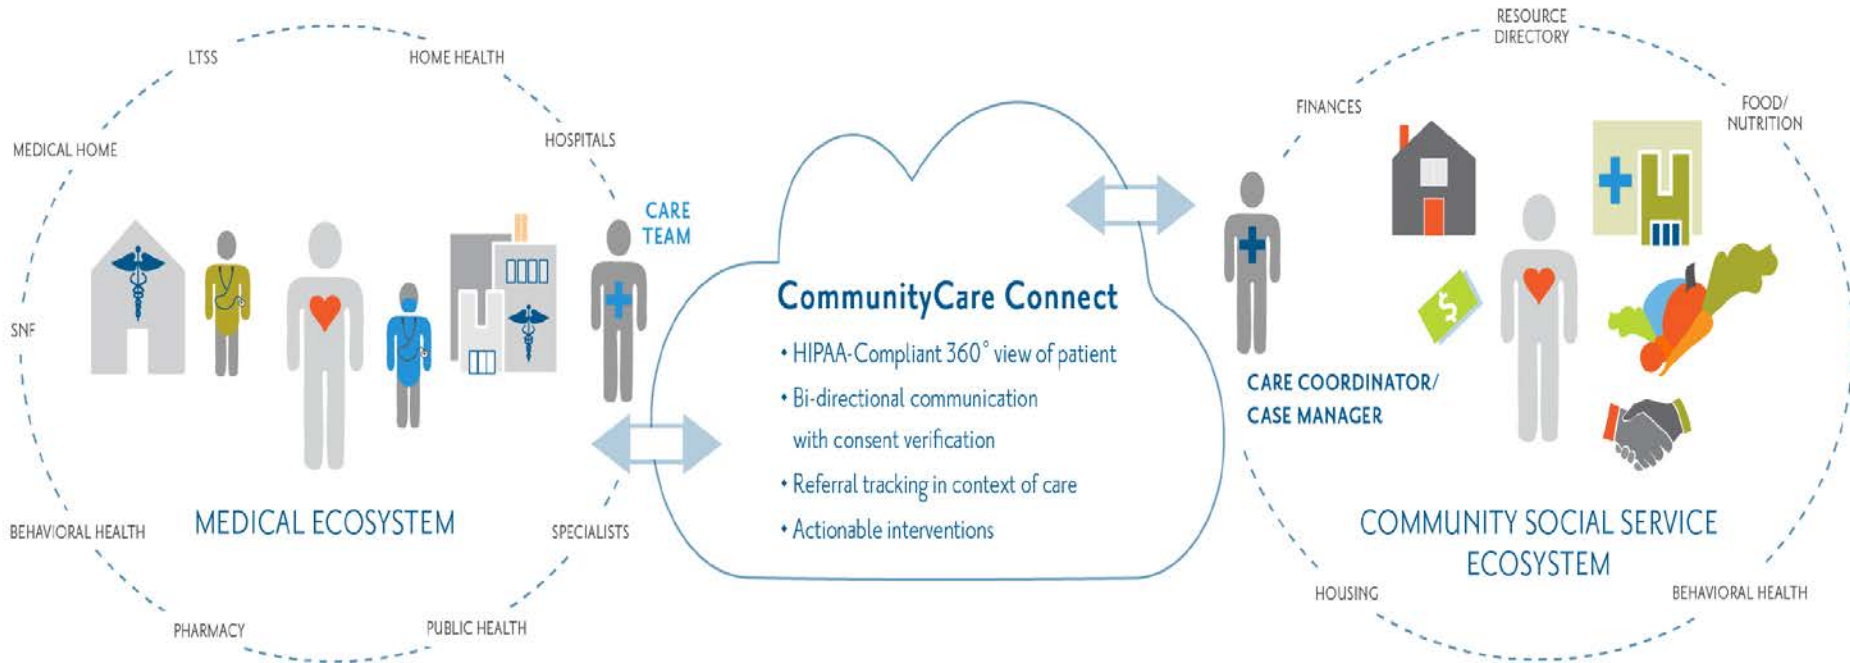 LTSS
HOME HEALTH
MEDICAL HOME
HOSPITALS
CARE
TEAM
SNF
BEHAVIORAL HEALTH
MEDICAL ECOSYSTEM
SPECIALISTS
PHARMACY
PUBLIC HEALTH
CommunityCare Connect
• HIPAA-Compliant 360° view of patient
• Bi-directional communication
with consent verification
• Referral tracking in context of care
• Actionable interventions
RESOURCE
DIRECTORY
FINANCES
FOOD/
NUTRITION
$
CARE COORDINATOR/
CASE MANAGER
COMMUNITY SOCIAL SERVICE
ECOSYSTEM
HOUSING
BEHAVIORAL HEALTH